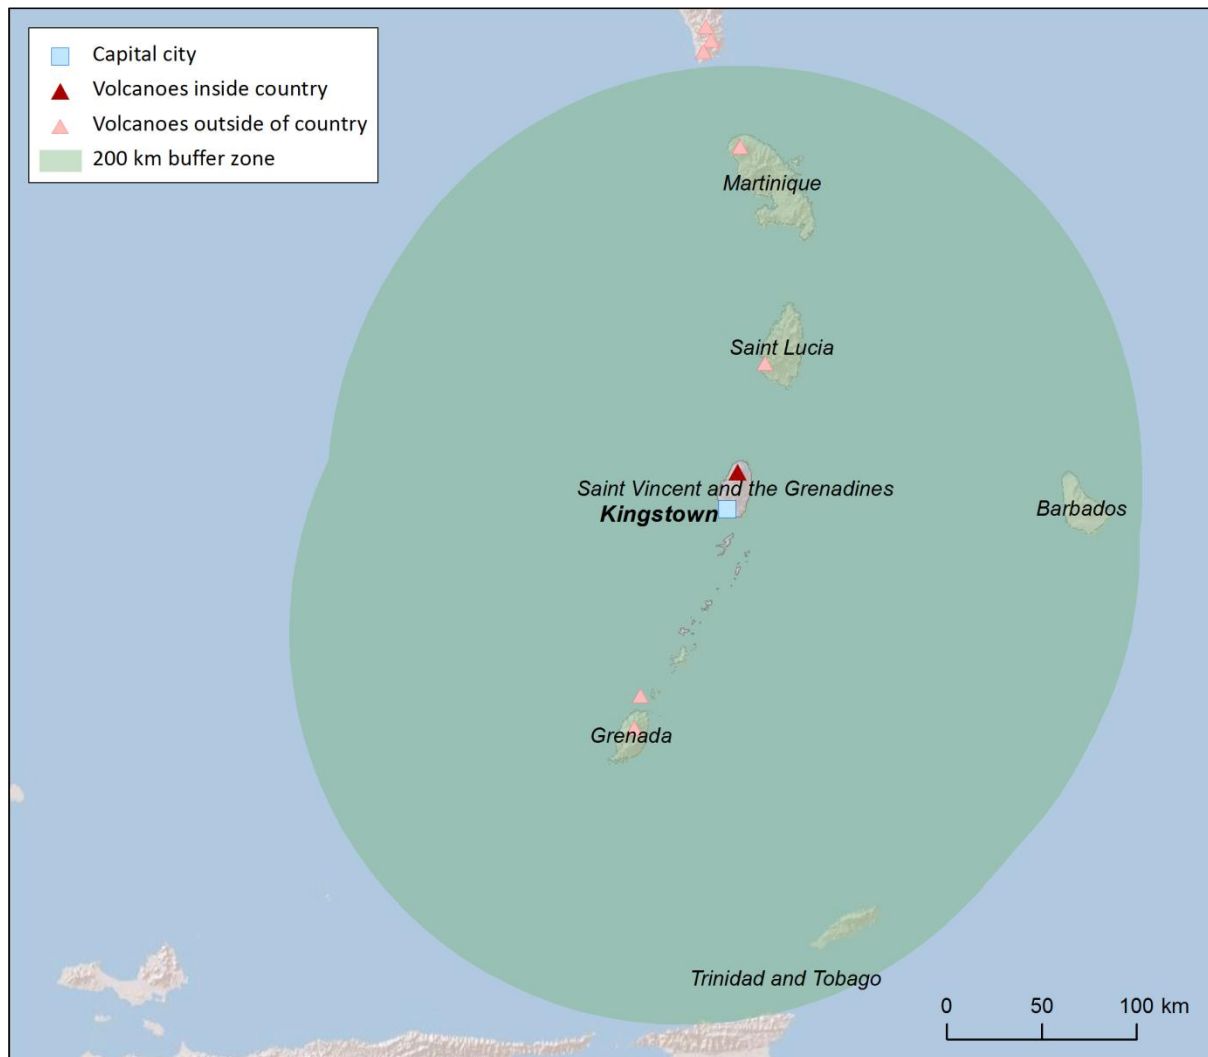 Capital city
Volcanoes inside country
Volcanoes outside of country
200 km buffer zone
Martinique
Saint Lucia
Saint Vincent and the Grenadines
Kingstown
Barbados
Grenada
Trinidad and Tobago
0 50 100 km